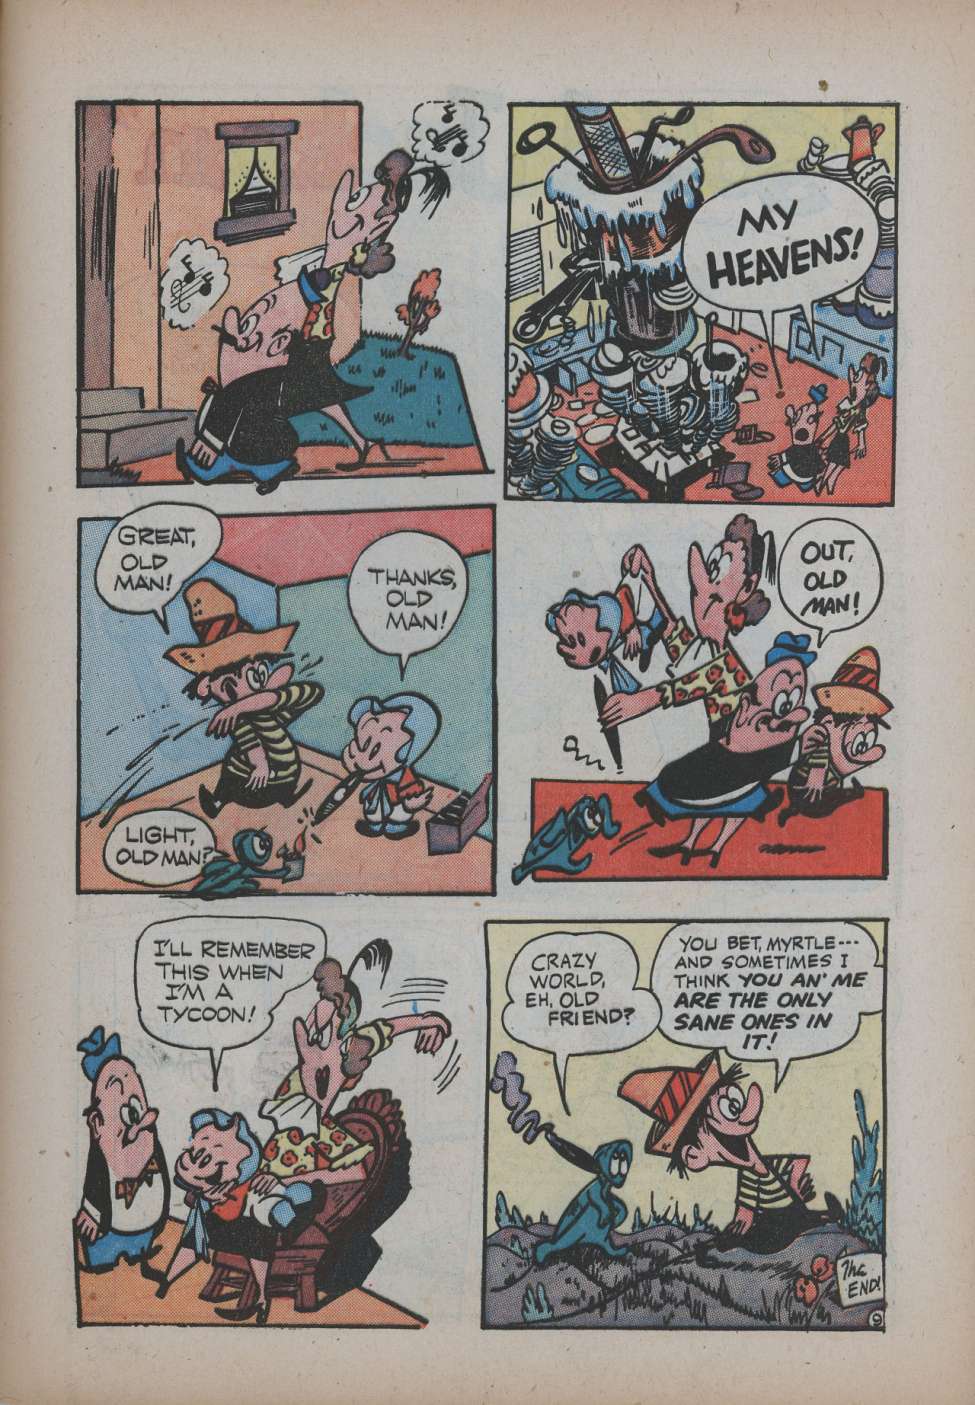 MY
HEAVENS!
GREAT,
OLD
MAN!
THANKS,
OLD
MAN!
LIGHT,
OLD MAN?
OUT,
OLD
MAN!
I'LL REMEMBER
THIS WHEN
I'M A
TYCOON!
CRAZY
WORLD,
EH, OLD
FRIEND?
YOU BET, MYRTLE---
AND SOMETIMES I
THINK YOU AN' ME
ARE THE ONLY
SANE ONES IN
IT!
The
END!
9